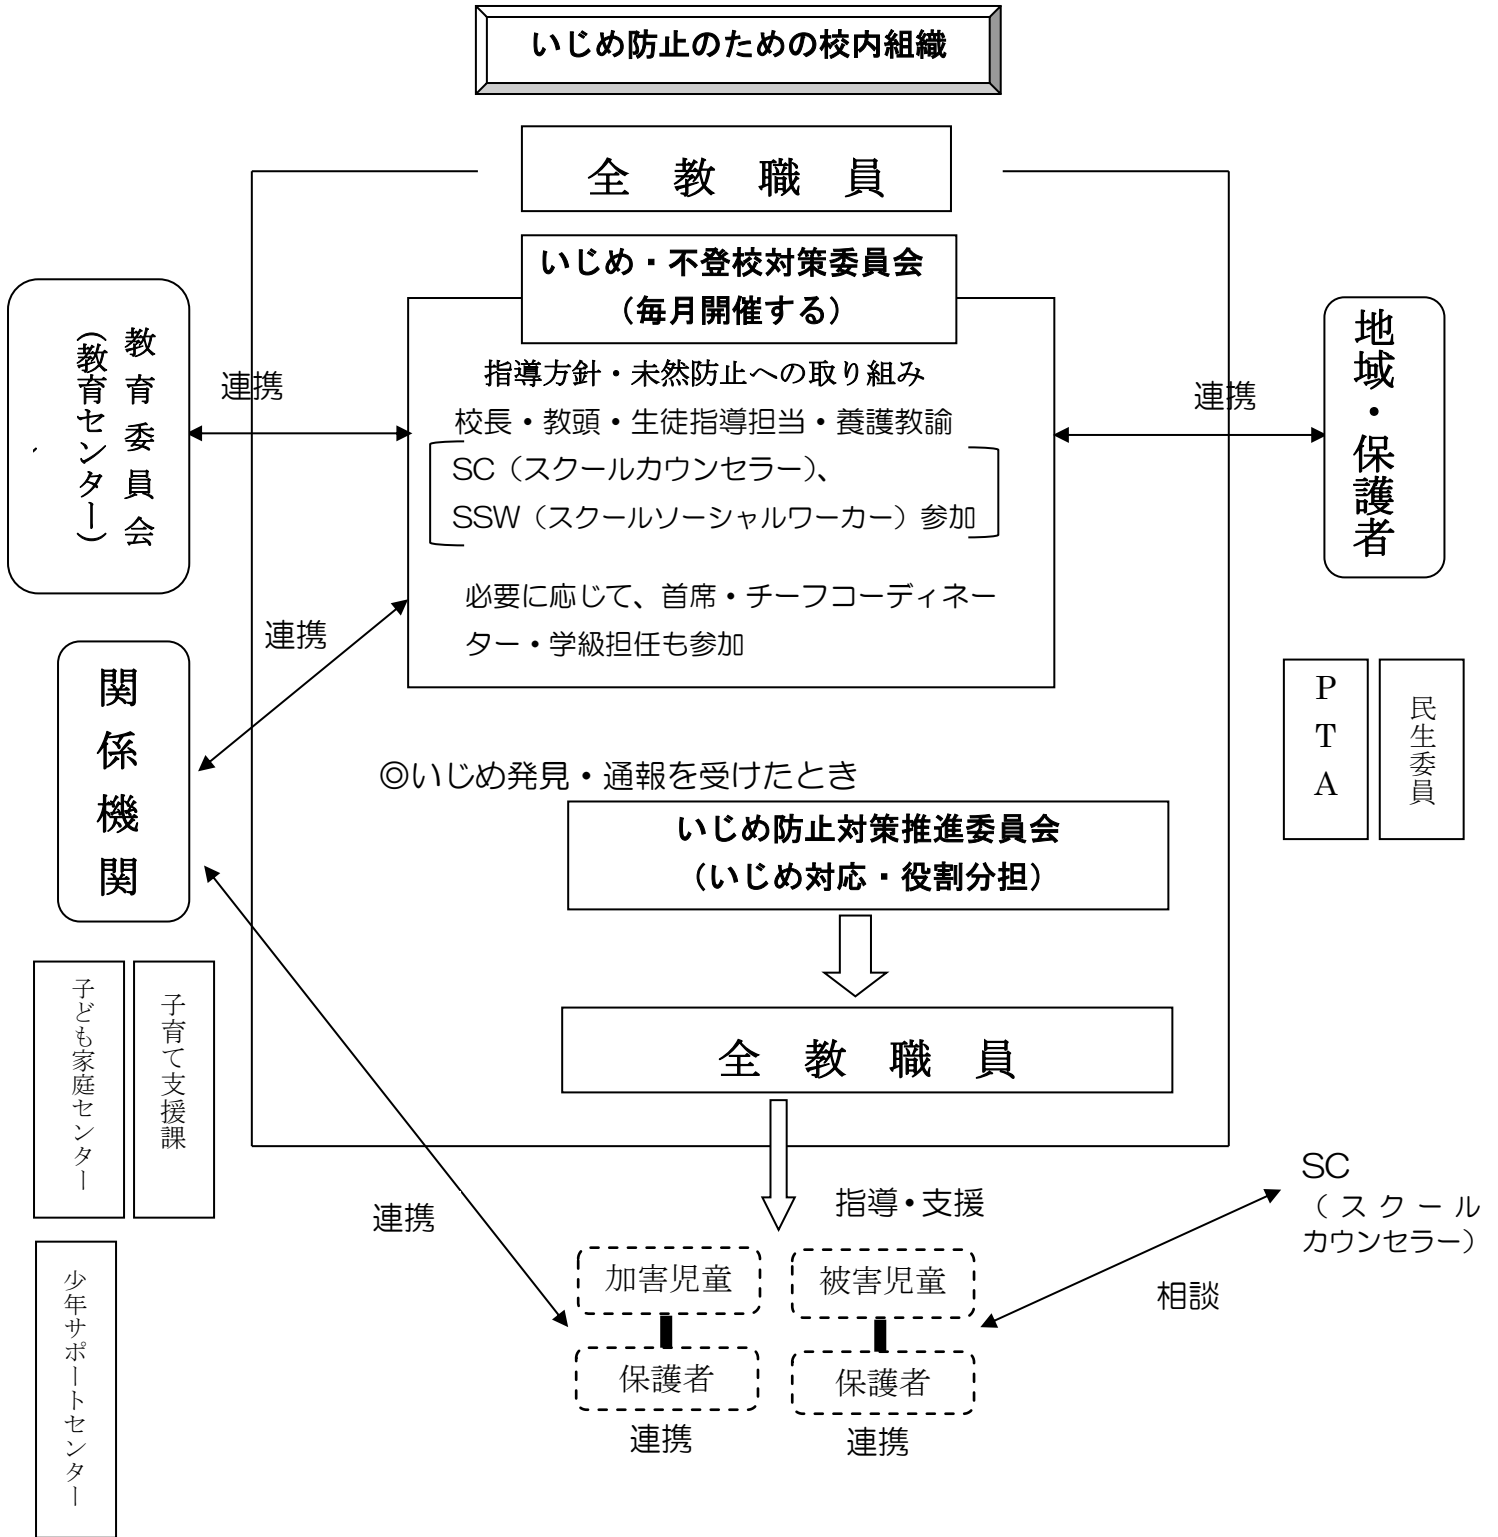 いじめ防止のための校内組織
全　教　職　員
いじめ・不登校対策委員会
（毎月開催する）
指導方針・未然防止への取り組み
校長・教頭・生徒指導担当・養護教諭
SC（スクールカウンセラー）、
SSW（スクールソーシャルワーカー）参加
必要に応じて、首席・チーフコーディネー
ター・学級担任も参加
教育委員会
（教育センター）
連携
連携
地域・保護者
連携
関係機関
PTA
民生委員
◎いじめ発見・通報を受けたとき
いじめ防止対策推進委員会
（いじめ対応・役割分担）
全　教　職　員
子育て支援課
子ども家庭センター
少年サポートセンター
連携
指導・支援
SC
（スクール
カウンセラー）
相談
加害児童
被害児童
保護者
保護者
連携
連携